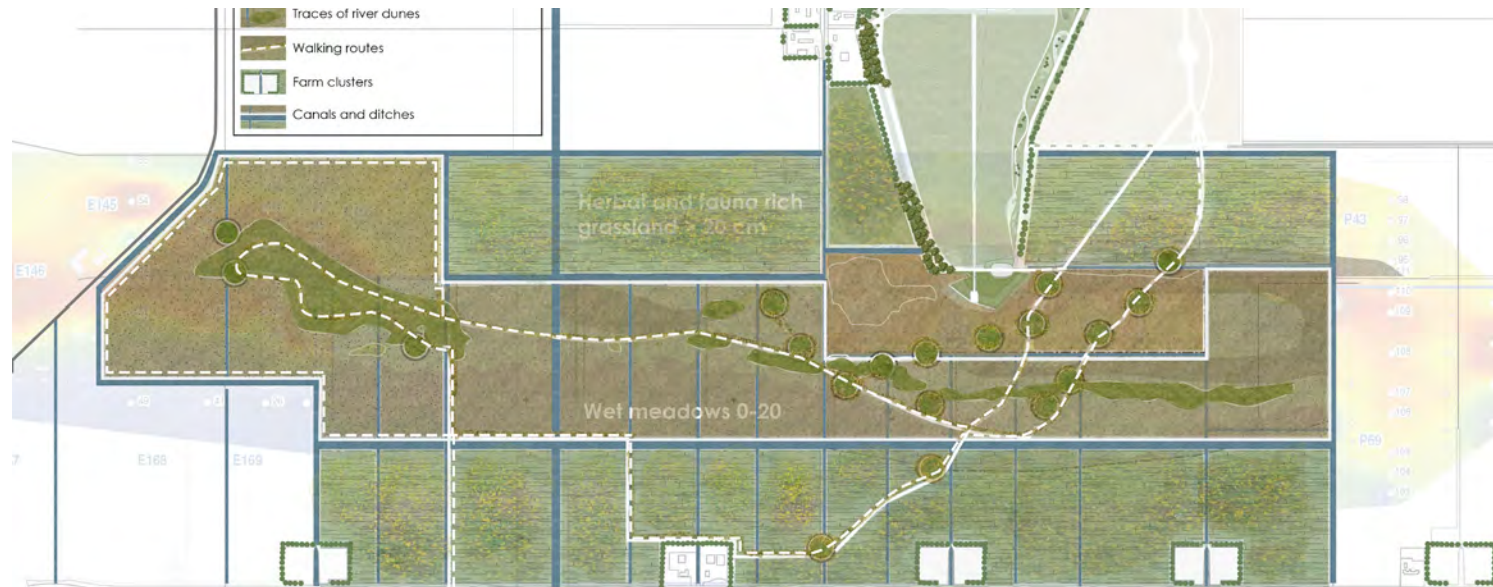 Traces of river dunes
Walking routes
Farm clusters
Canals and ditches
Herbal and fauna rich
grassland > 20 cm
Wet meadows 0-20
E145
E146
P43
P69
E168
E169